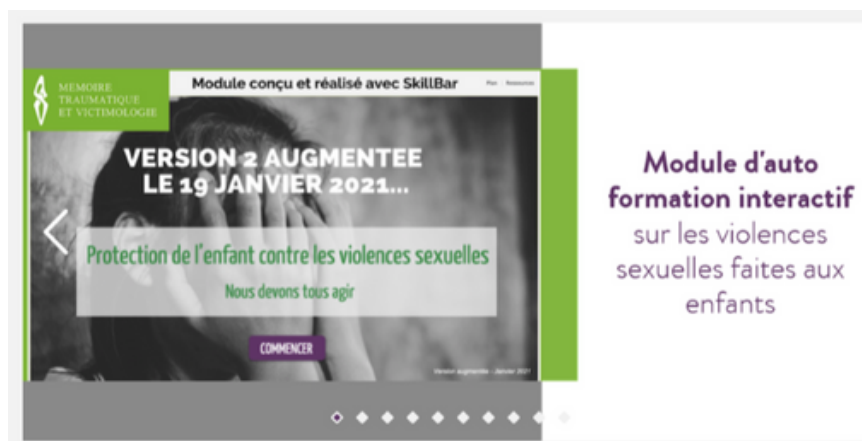 MEMOIRE
TRAUMATIQUE
ET VICTIMOLOGIE
Module conçu et réalisé avec SkillBar
Plan
Ressources
VERSION 2 AUGMENTEE
LE 19 JANVIER 2021...
Protection de l'enfant contre les violences sexuelles
Nous devons tous agir
COMMENCER
Version augmentée - Janvier 2021
Module d'auto
formation interactif
sur les violences
sexuelles faites aux
enfants